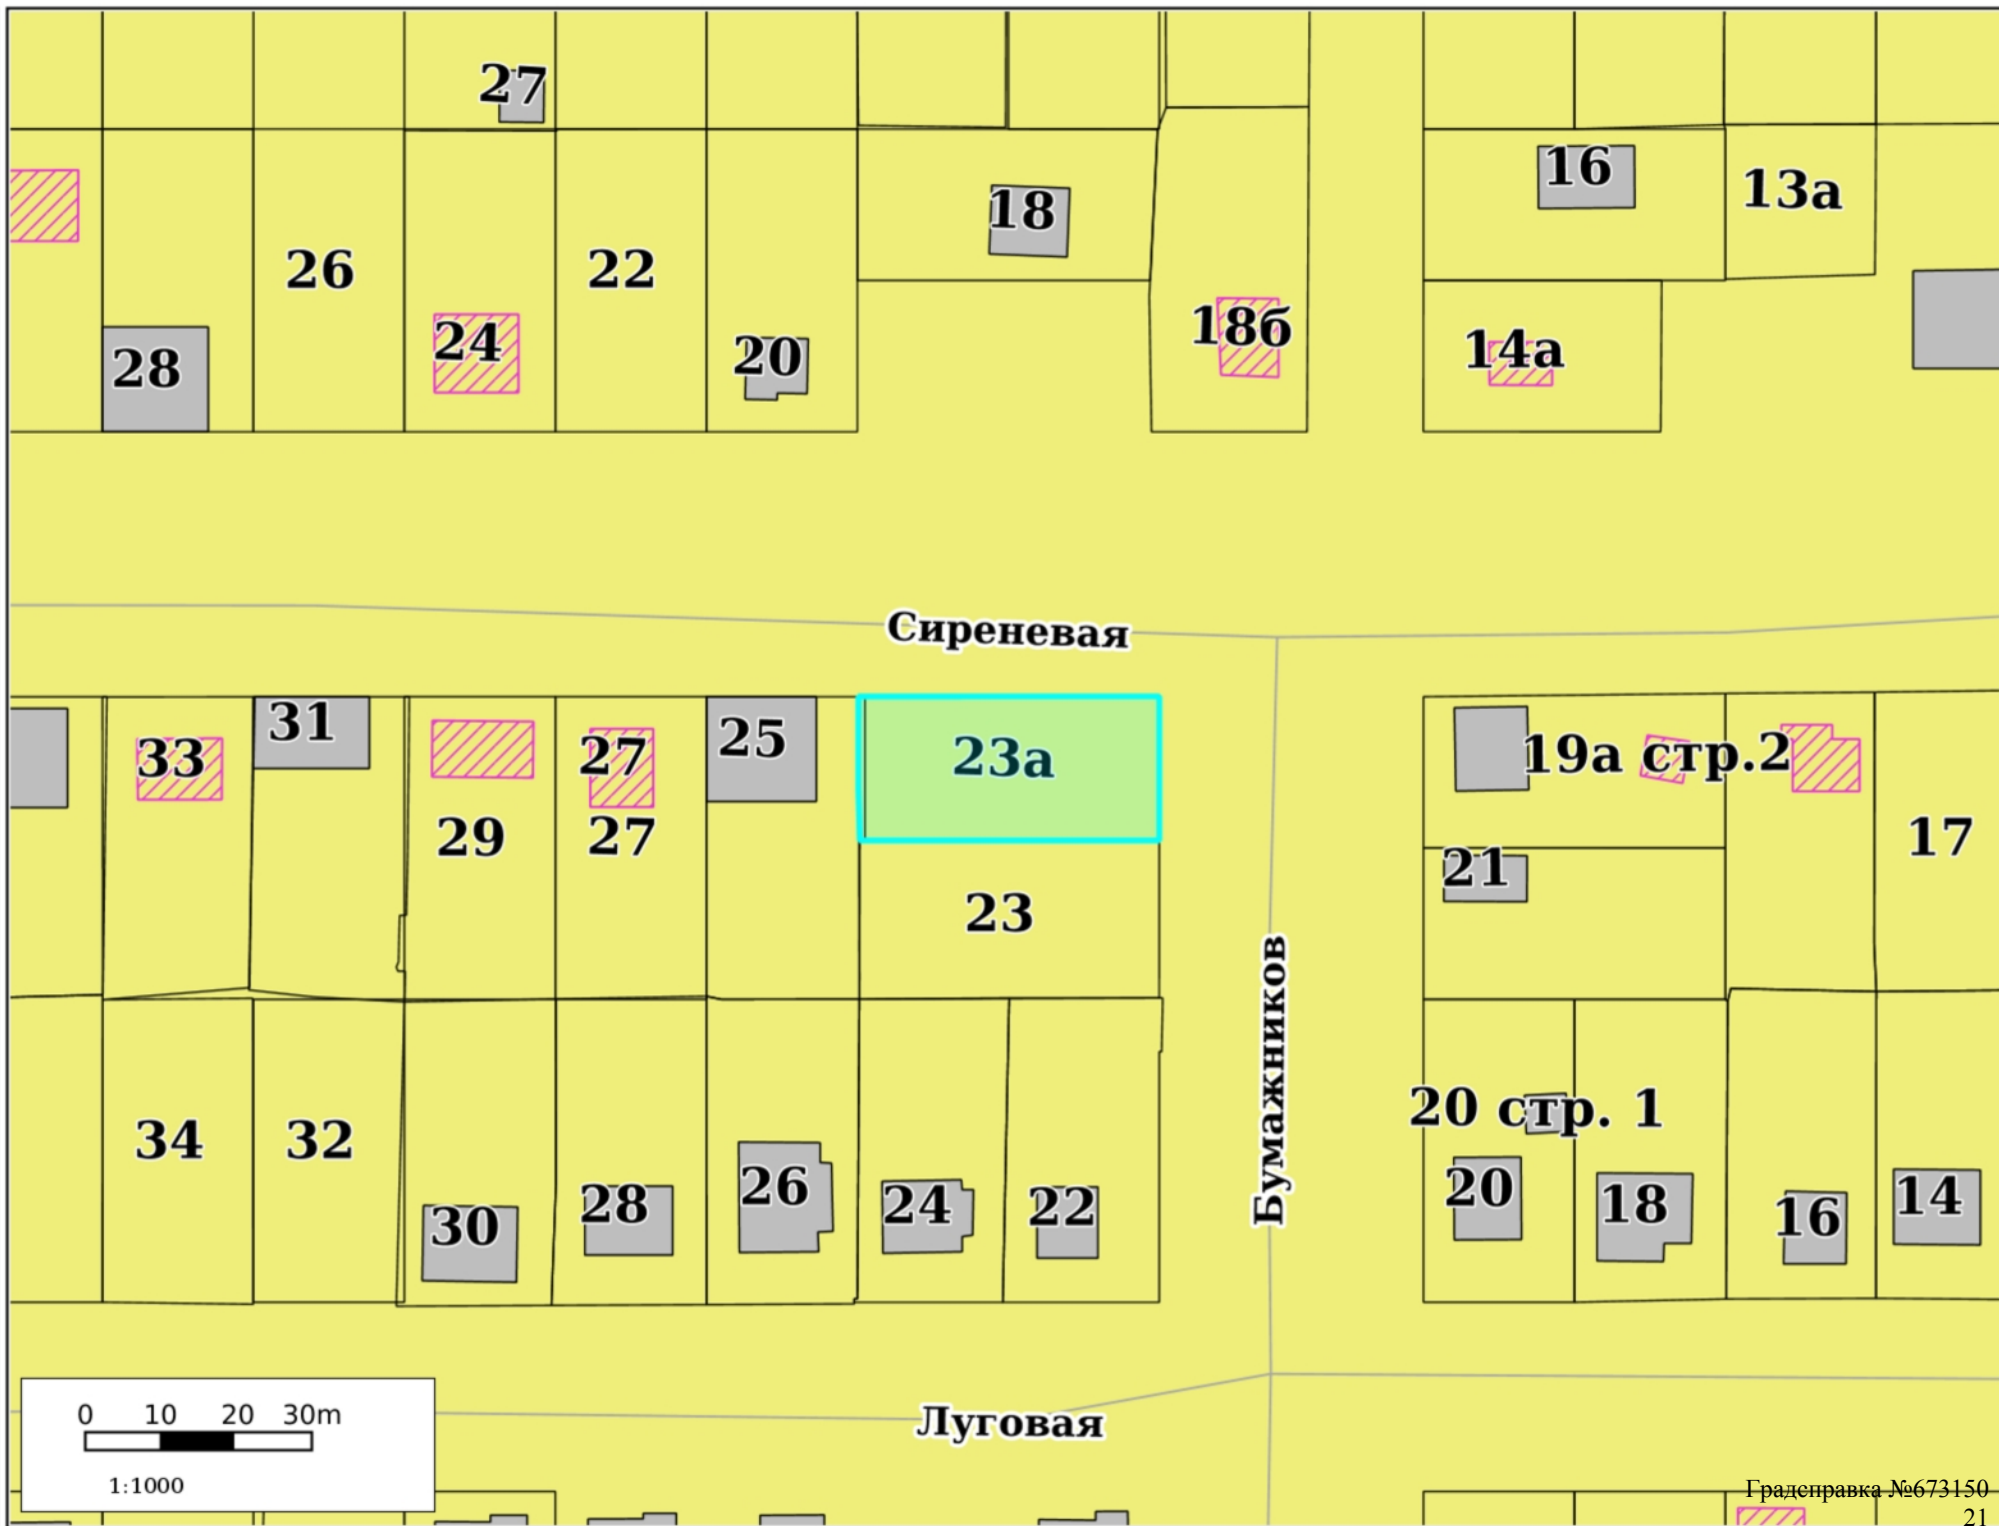 27
16
13а
18
26
22
18б
24
14а
20
28
Сиреневая
31
25
33
27
23а
19а стр.2
29
27
17
21
23
Бумажников
20 стр. 1
34
32
26
20
14
28
24
22
18
30
16
Луговая
0 10 20 30m
1:1000
Градсправка №673150
21